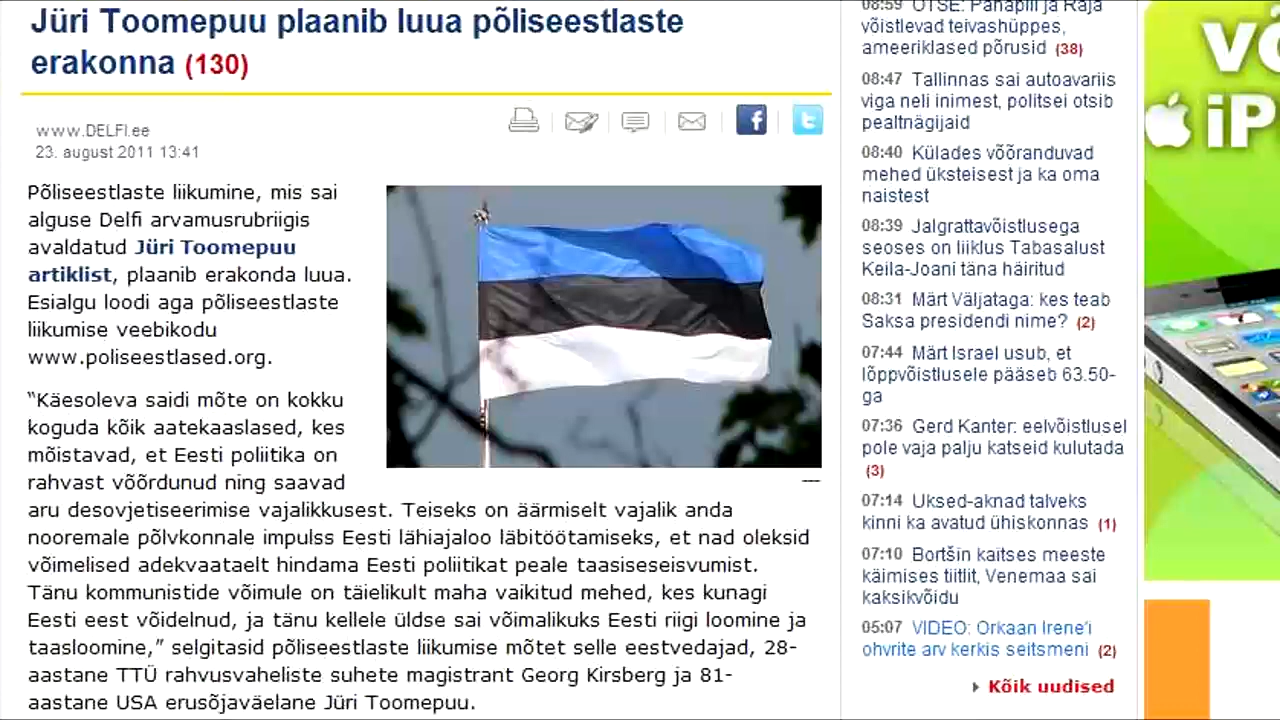 Jüri Toomepuu plaanib luua põliseestlaste
erakonna (130)
www.DELFI.ee
23. august 2011 13:41
Põliseestlaste liikumine, mis sai
alguse Delfi arvamusrubriigis
avaldatud Jüri Toomepuu
artiklist, plaanib erakonda luua.
Esialgu loodi aga põliseestlaste
liikumise veebikodu
www.poliseestlased.org.
“Käesoleva saidi mõte on kokku
koguda kõik aatekaaslased, kes
mõistavad, et Eesti poliitika on
rahvast võõrdunud ning saavad
aru desovjetiseerimise vajalikkusest. Teiseks on äärmiselt vajalik anda
nooremale põlvkonnale impulss Eesti lähiajaloo läbitöötamiseks, et nad oleksid
võimelised adekvaataelt hindama Eesti poliitikat peale taasiseseisvumist.
Tänu kommunistide võimule on täielikult maha vaikitud mehed, kes kunagi
Eesti eest võidelnud, ja tänu kellele üldse sai võimalikuks Eesti riigi loomine ja
taasloomine,” selgitasid põliseestlaste liikumise mõtet selle eestvedajad, 28-
aastane TTÜ rahvusvaheliste suhete magistrant Georg Kirsberg ja 81-
aastane USA erusõjaväelane Jüri Toomepuu.
08:59 OTSE: Pahapill ja Raja
võistlevad teivashüppes,
ameeriklased põrusid (38)
08:47 Tallinnas sai autoavariis
viga neli inimest, politsei otsib
pealtnägijaid
08:40 Külades võõranduvad
mehed üksteisest ja ka oma
naistest
08:39 Jalgrattavõistlusega
seoses on liiklus Tabasalust
Keila-Joani täna häiritud
08:31 Märt Väljataga: kes teab
Saksa presidendi nime? (2)
07:44 Märt Israel usub, et
lõppvõistlusele pääseb 63.50-
ga
07:36 Gerd Kanter: eelvõistlusel
pole vaja palju katseid kulutada
(3)
07:14 Uksed-aknad talveks
kinni ka avatud ühiskonnas (1)
07:10 Bortšin kaitses meeste
käimises tiitlit, Venemaa sai
kaksikvõidu
05:07 VIDEO: Orkaan Irene'i
ohvrite arv kerkis seitsmeni (2)
Kõik uudised
VÕ
iP